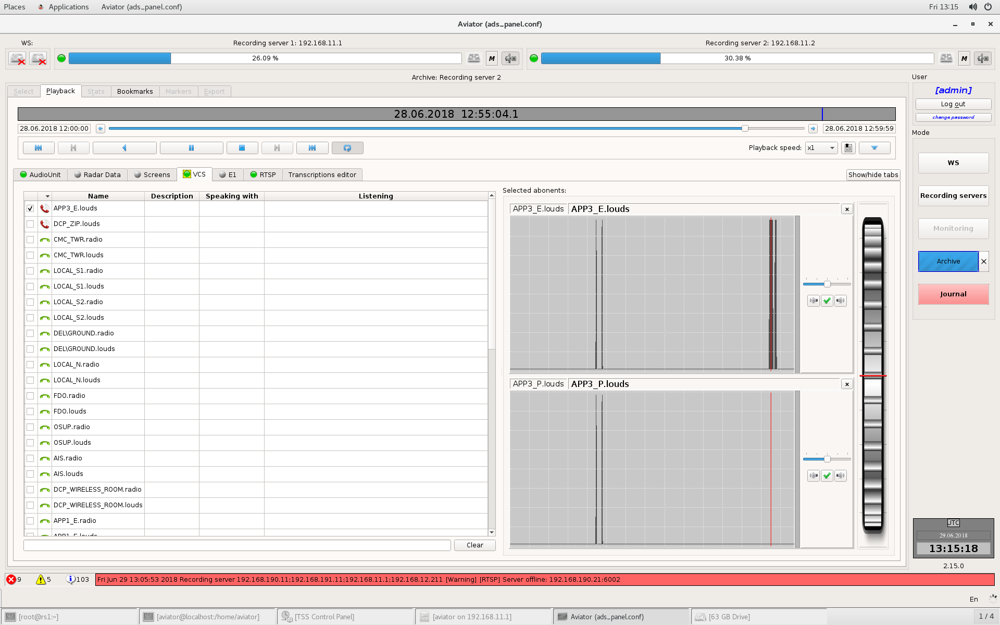 Places Applications Aviator (ads_panel.conf) Fri 13:15
Aviator (ads_panel.conf)
WS: Recording server 1: 192.168.11.1 Recording server 2: 192.168.11.2
26.09 % M 30.38 % M
Archive: Recording server 2 User
Select Playback Stats Bookmarks Markers Export
[admin]
Log out
change password
28.06.2018 12:55:04.1
28.06.2018 12:00:00 28.06.2018 12:59:59
Mode
Playback speed: x1
AudioUnit Radar Data Screens VCS E1 RTSP Transcriptions editor Show/hide tabs
WS
Recording servers
Monitoring
Archive
Journal
Name Description Speaking with Listening
APP3_E.louds
DCP_ZIP.louds
CMC_TWR.radio
CMC_TWR.louds
LOCAL_S1.radio
LOCAL_S1.louds
LOCAL_S2.radio
LOCAL_S2.louds
DEL\GROUND.radio
DEL\GROUND.louds
LOCAL_N.radio
LOCAL_N.louds
FDO.radio
FDO.louds
OSUP.radio
OSUP.louds
AIS.radio
AIS.louds
DCP_WIRELESS_ROOM.radio
DCP_WIRELESS_ROOM.louds
APP1_E.radio
APP1_E.louds
Clear
Selected abonents:
APP3_E.louds APP3_E.louds x
APP3_P.louds APP3_P.louds x
UTC
29.06.2018
13:15:18
2.15.0
9 5 103 Fri Jun 29 13:05:53 2018 Recording server 192.168.190.11;192.168.191.11;192.168.11.1;192.168.12.211 [Warning] [RTSP] Server offline: 192.168.190.21:6002
En
[root@rs1:~] [aviator@localhost:/home/aviator] [TSS Control Panel] [aviator on 192.168.11.1] Aviator (ads_panel.conf) [63 GB Drive] 1 / 4